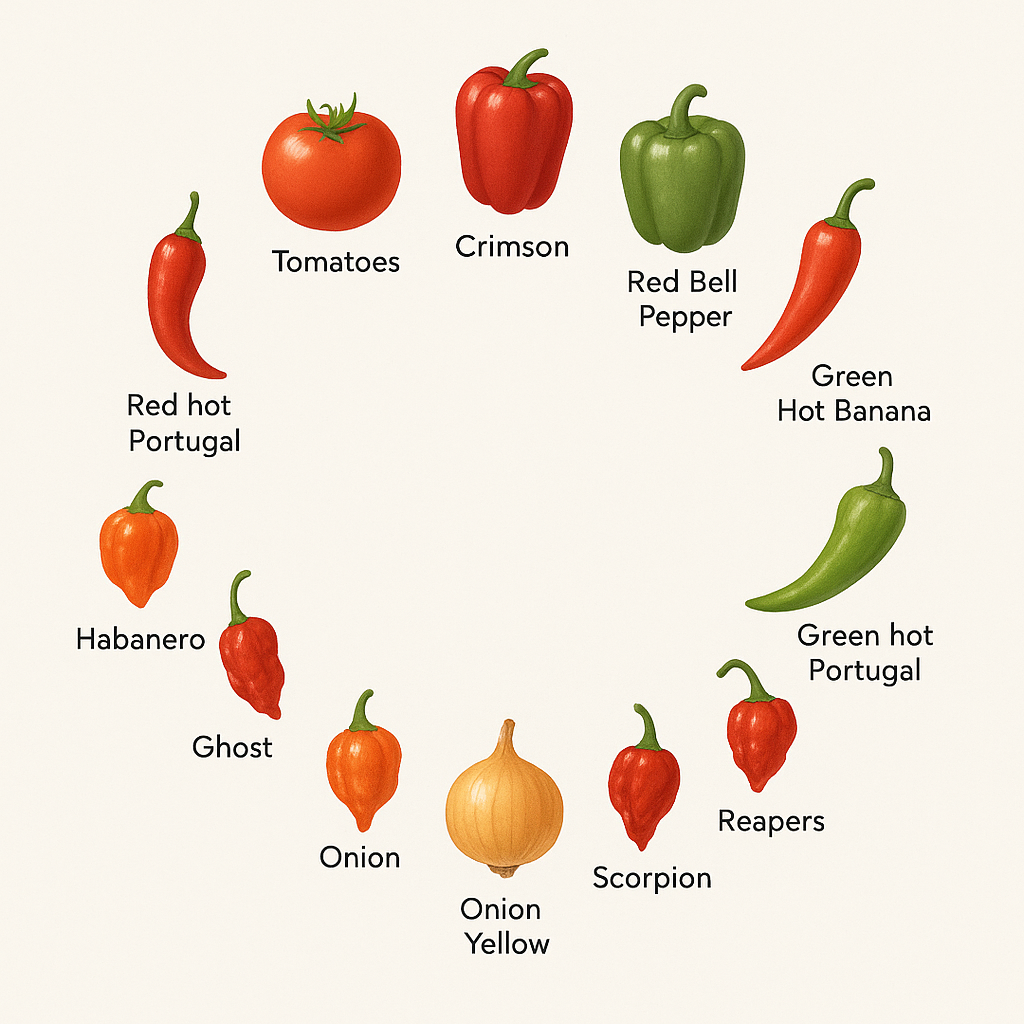 Tomatoes
Crimson
Red Bell
Pepper
Green
Hot Banana
Red hot
Portugal
Habanero
Green hot
Portugal
Ghost
Reapers
Onion
Scorpion
Onion
Yellow